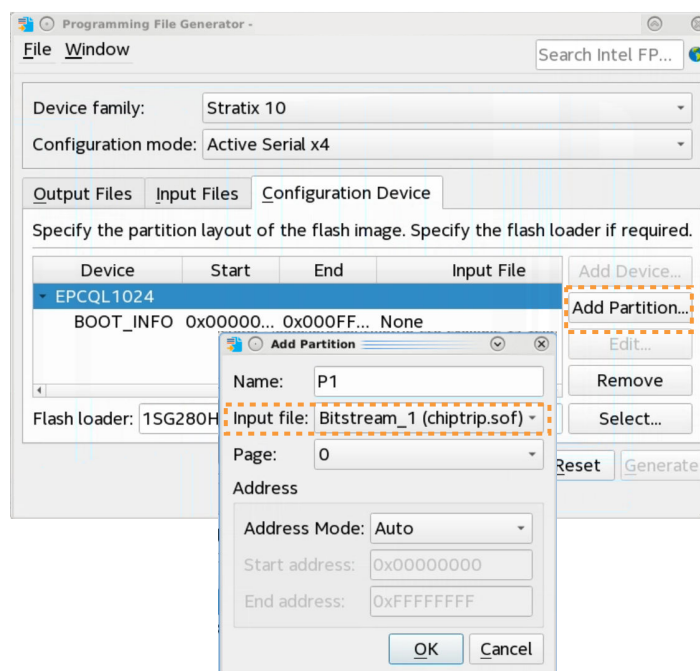 Programming File Generator -
File Window
Search Intel FP...
Device family: Stratix 10
Configuration mode: Active Serial x4
Output Files Input Files Configuration Device
Specify the partition layout of the flash image. Specify the flash loader if required.
Device Start End Input File
Add Device...
EPCQL1024
Add Partition...
BOOT_INFO 0x00000... 0x000FF... None
Edit...
Add Partition
Remove
Name: P1
Flash loader: 1SG280H
Input file: Bitstream_1 (chiptrip.sof)
Select...
Page: 0
Reset Generate
Address
Address Mode: Auto
Start address: 0x00000000
End address: 0xFFFFFFFF
OK Cancel